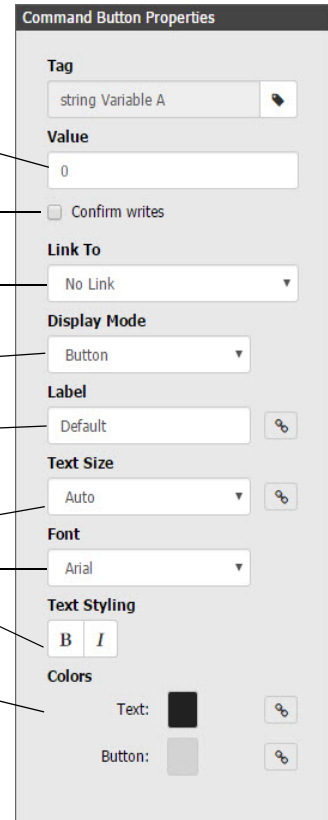 Command Button Properties
Tag
string Variable A
Value
0
Confirm writes
Link To
No Link
Display Mode
Button
Label
Default
Text Size
Auto
Font
Arial
Text Styling
B I
Colors
Text:
Button: